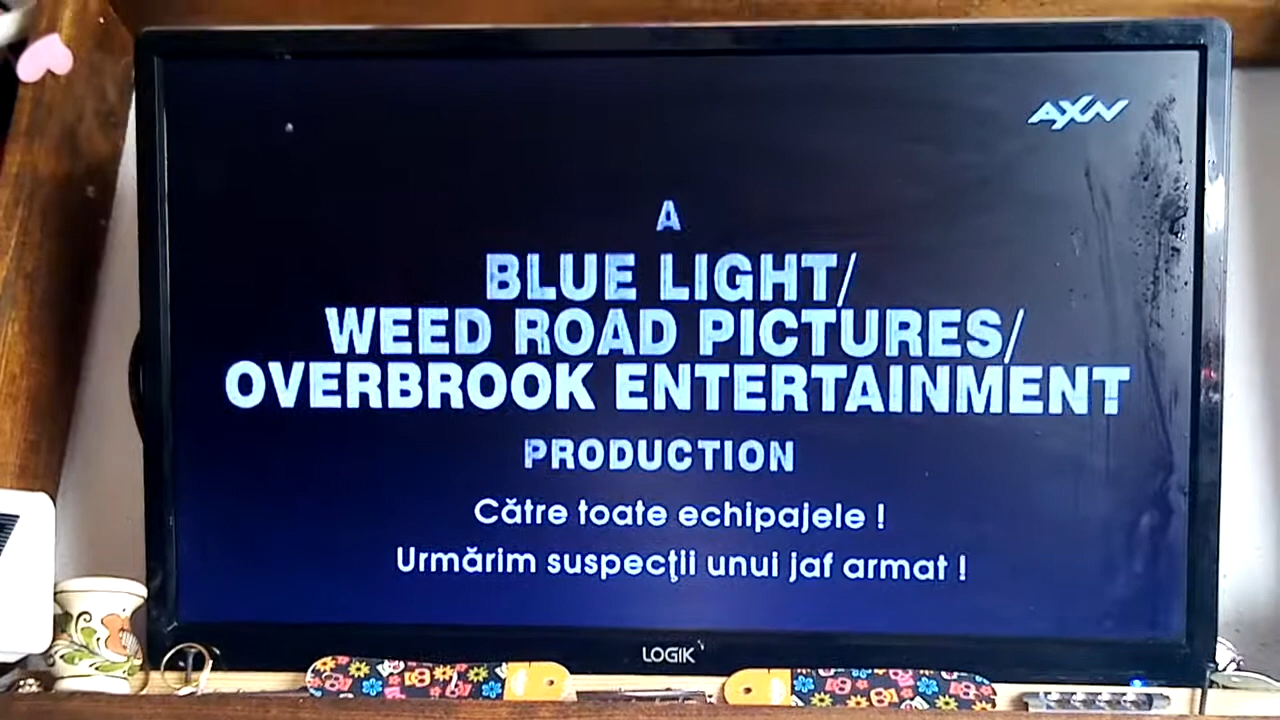 AXN
A
BLUE LIGHT/
WEED ROAD PICTURES/
OVERBROOK ENTERTAINMENT
PRODUCTION
Către toate echipajele !
Urmărim suspecţii unui jaf armat !
LOGIK